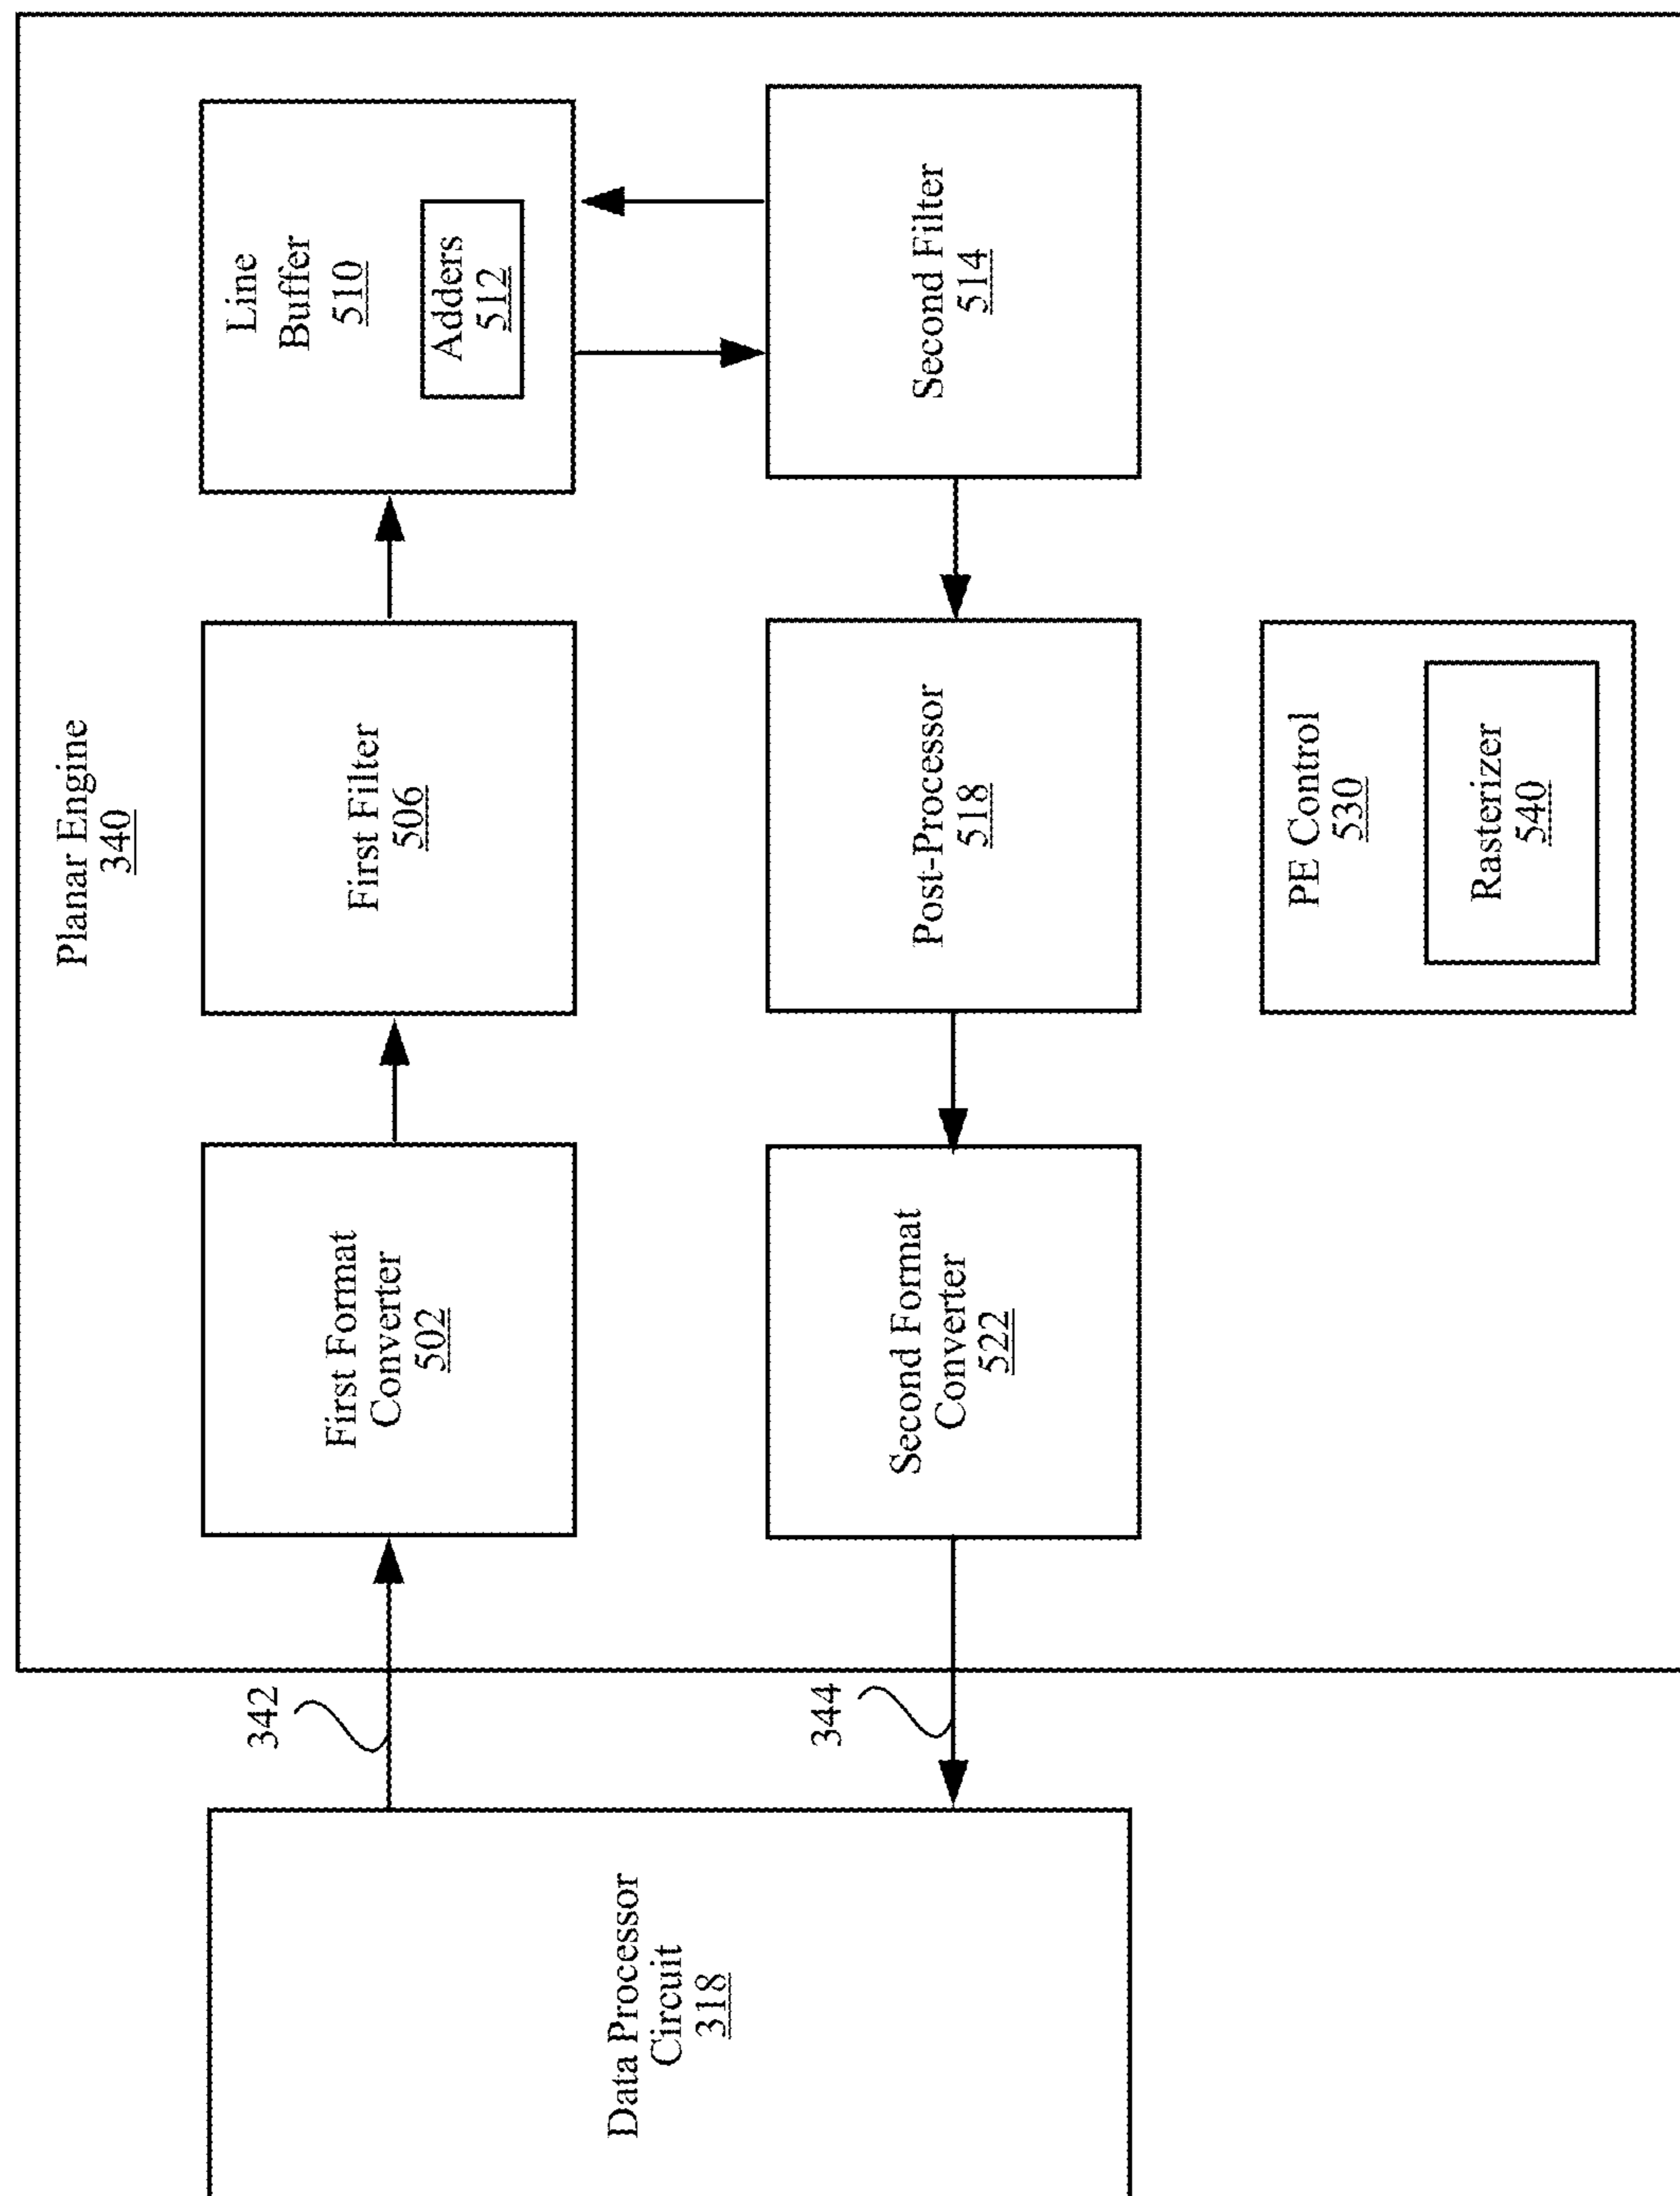 Planar Engine
340
First Format
Converter
502
First Filter
506
Line
Buffer
510
Adders
512
Second Filter
514
Post-Processor
518
Second Format
Converter
522
PE Control
530
Rasterizer
540
342
344
Data Processor
Circuit
318